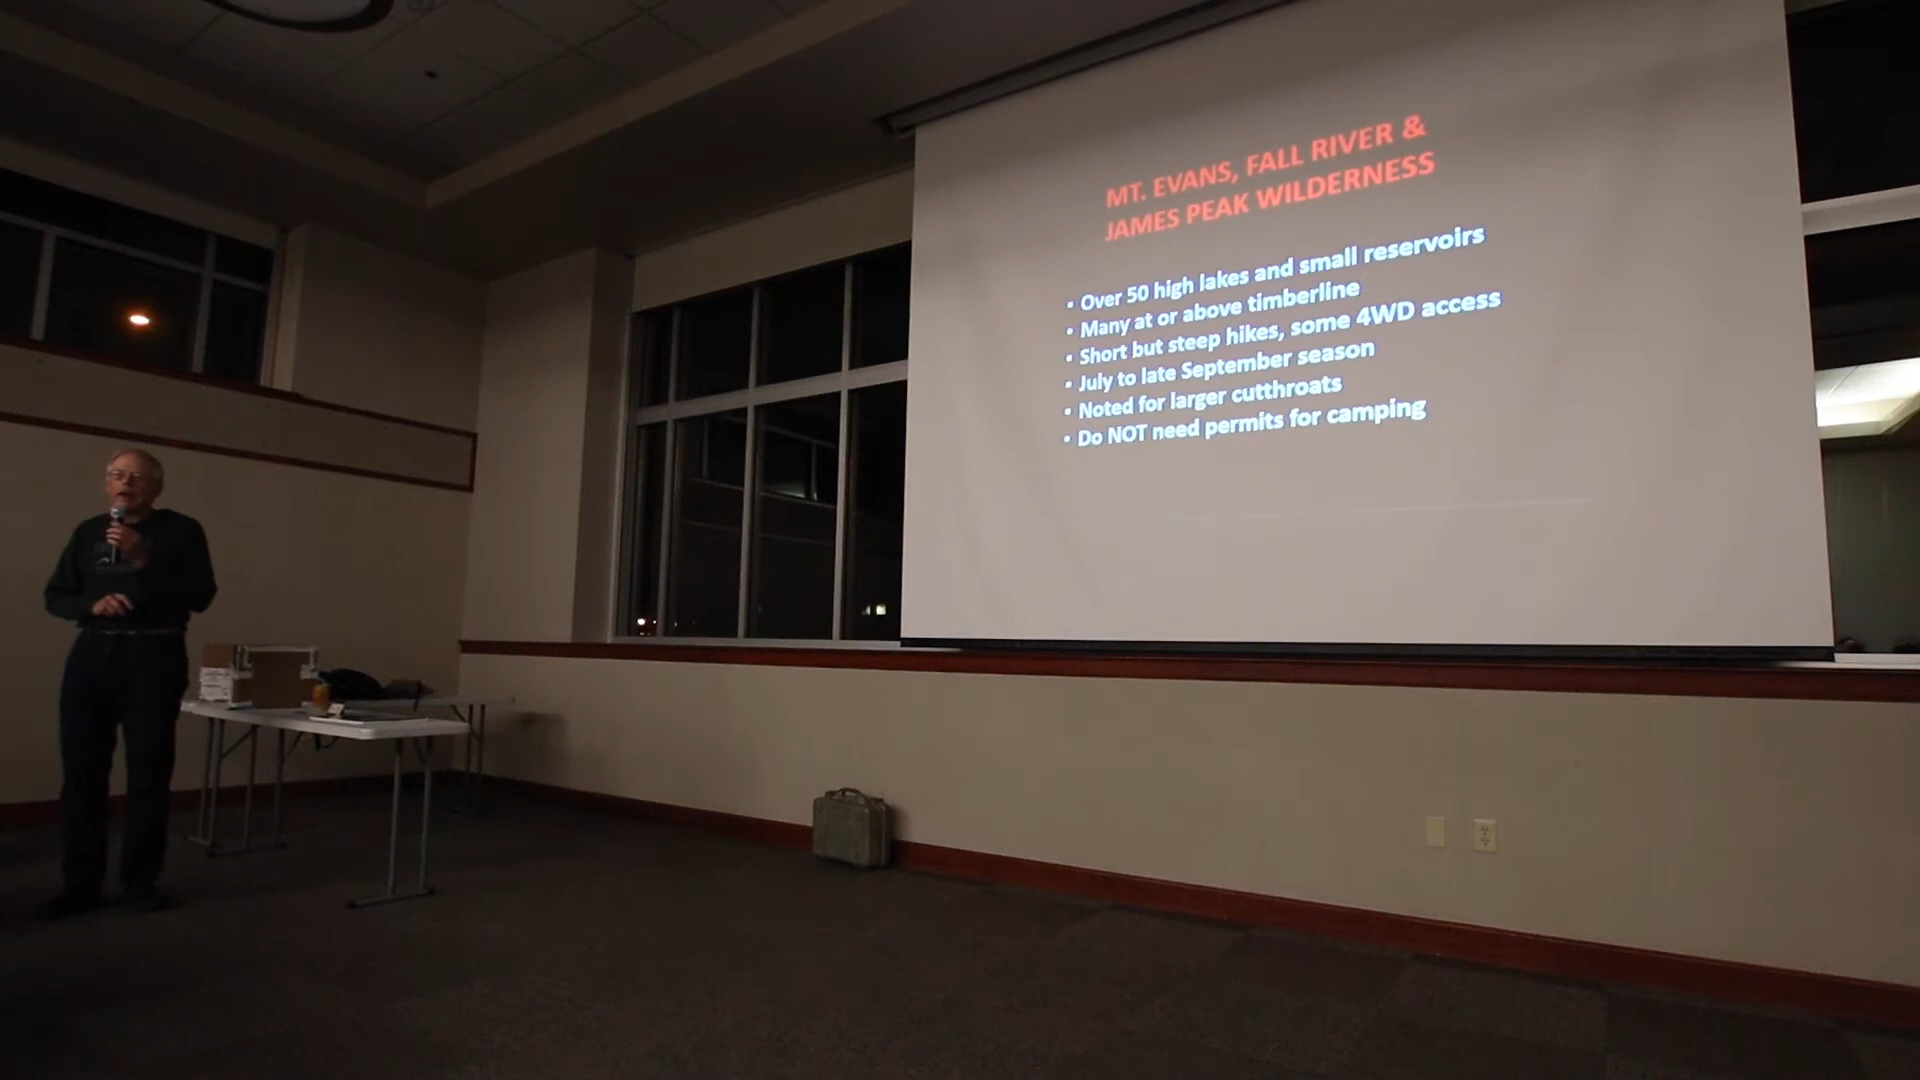 MT. EVANS, FALL RIVER &
JAMES PEAK WILDERNESS
• Over 50 high lakes and small reservoirs
• Many at or above timberline
• Short but steep hikes, some 4WD access
• July to late September season
• Noted for larger cutthroats
• Do NOT need permits for camping